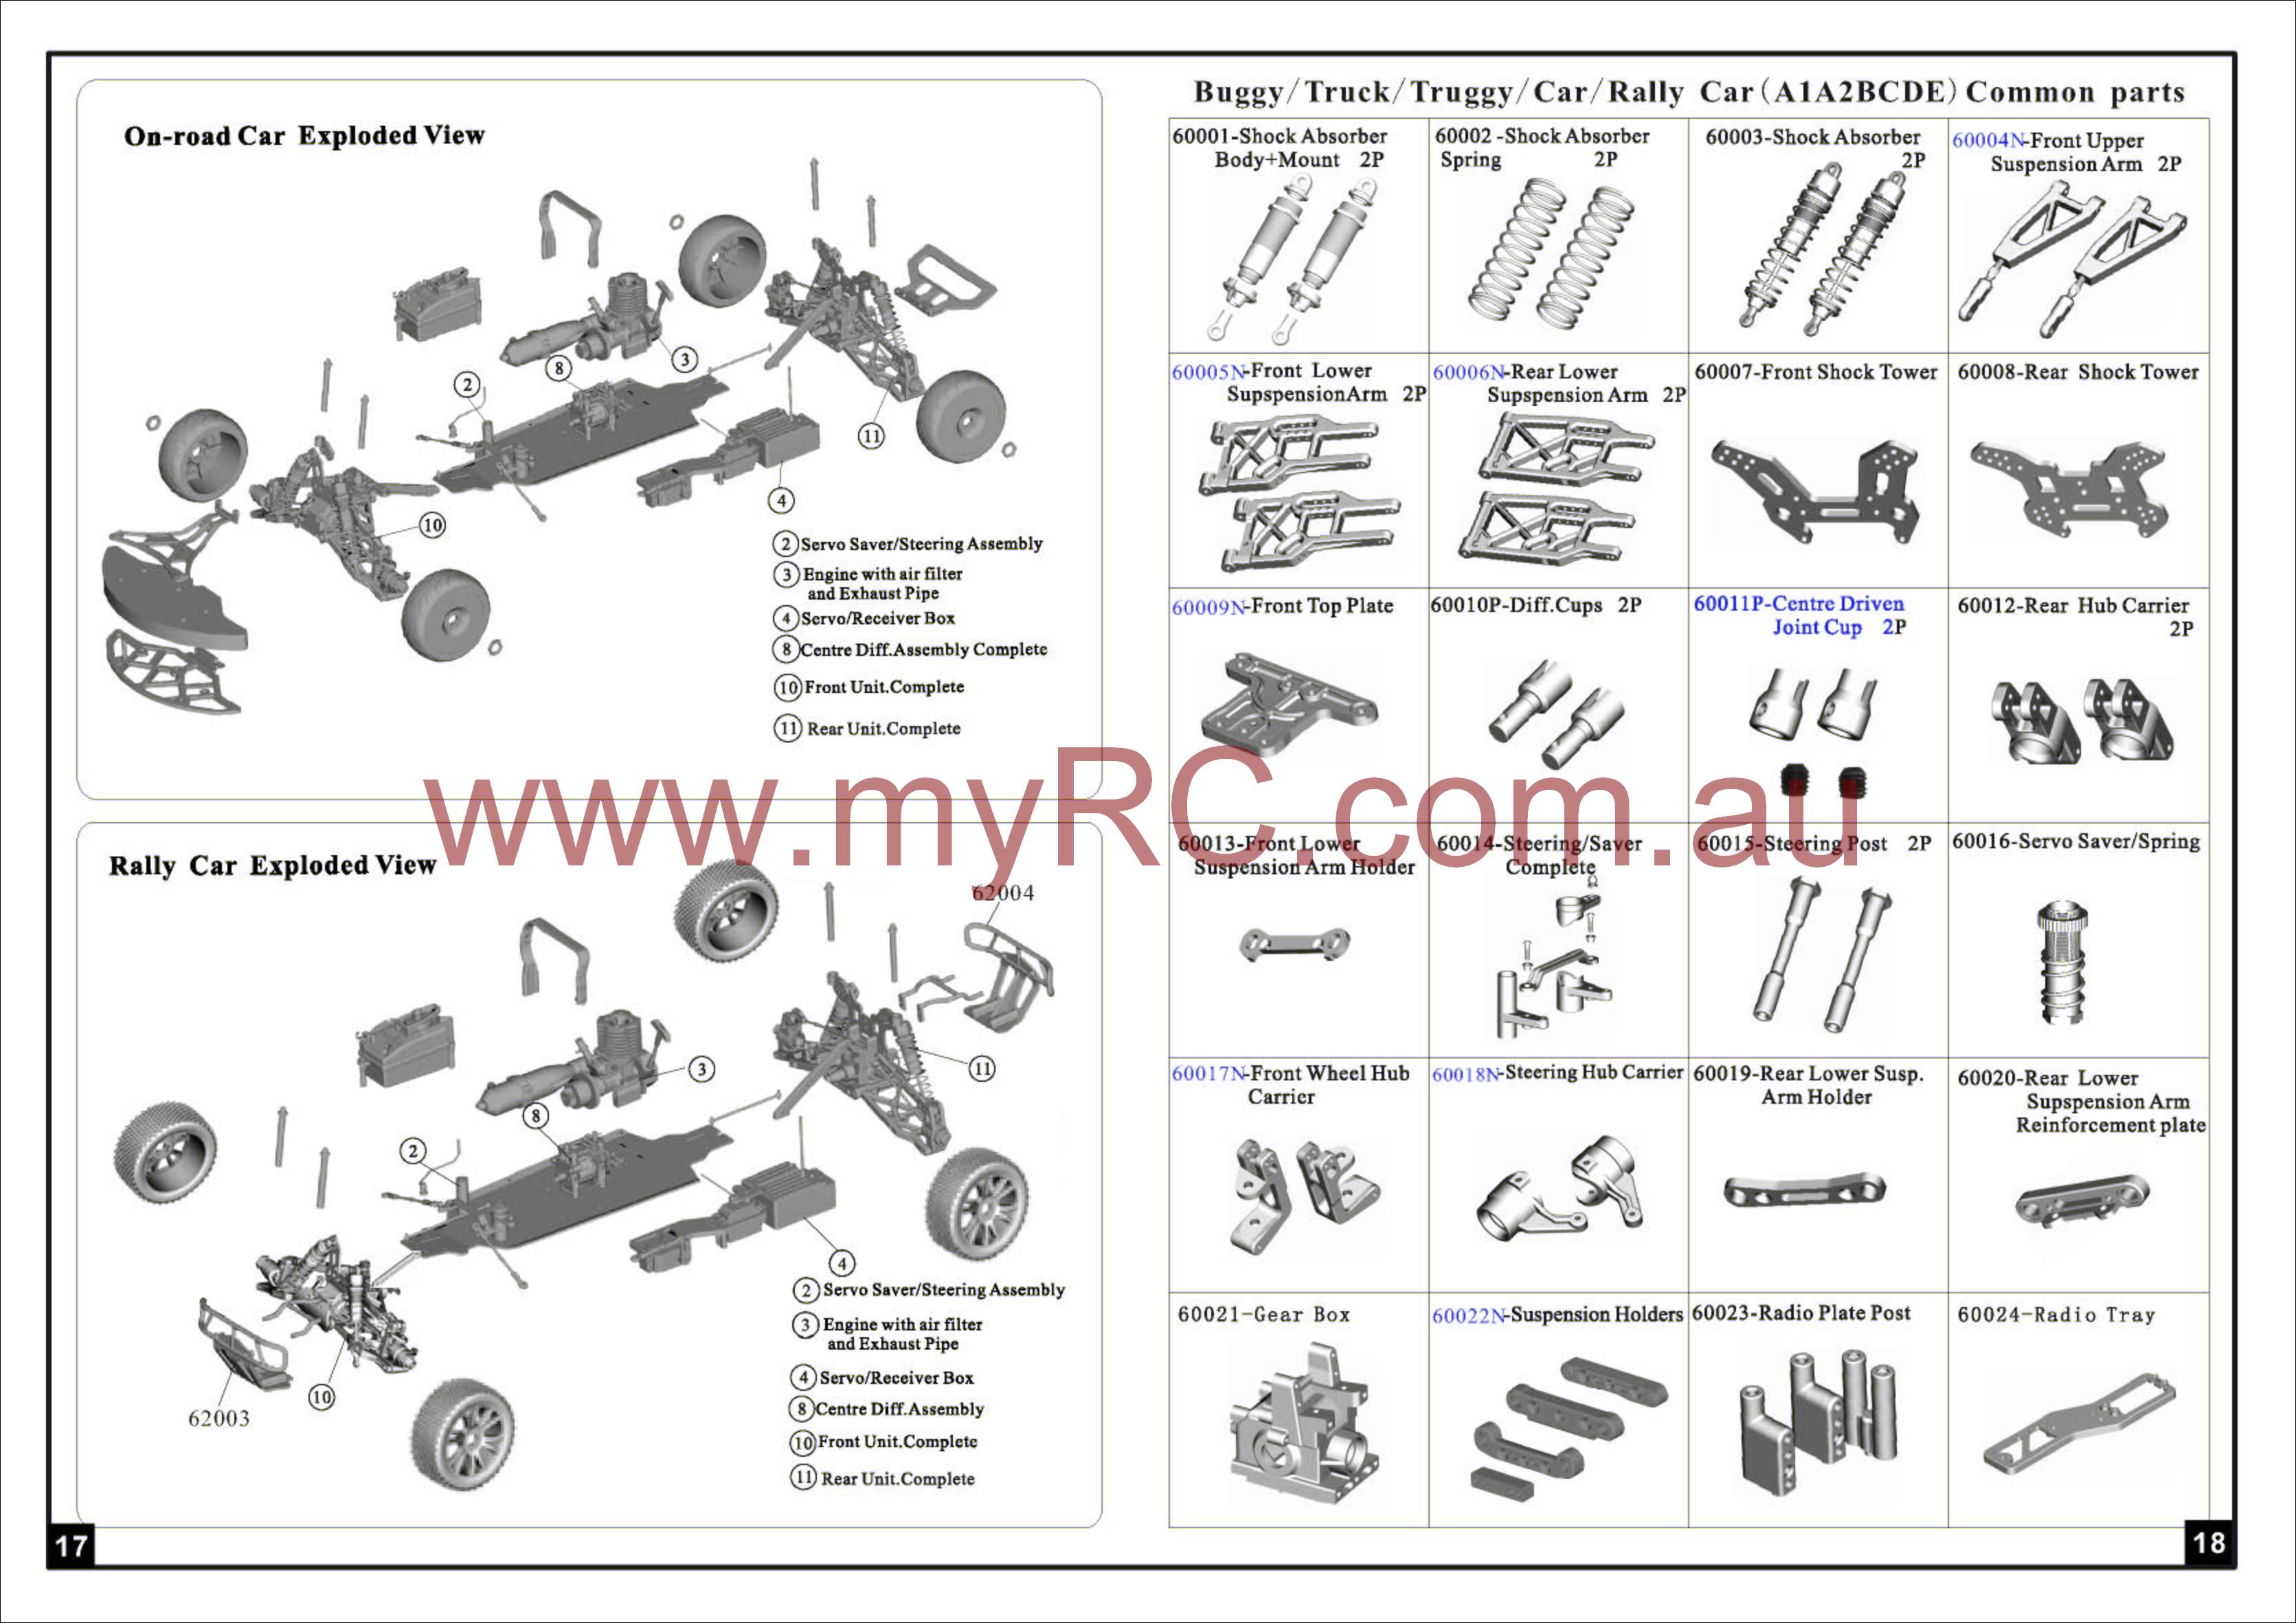 On-road Car Exploded View
3
8
2
11
4
10
2 Servo Saver/Steering Assembly
3 Engine with air filter
and Exhaust Pipe
4 Servo/Receiver Box
8 Centre Diff.Assembly Complete
10 Front Unit.Complete
11 Rear Unit.Complete
Rally Car Exploded View
62004
3
11
8
2
4
10
62003
2 Servo Saver/Steering Assembly
3 Engine with air filter
and Exhaust Pipe
4 Servo/Receiver Box
8 Centre Diff.Assembly
10 Front Unit.Complete
11 Rear Unit.Complete
17
www.myRC.com.au
Buggy/Truck/Truggy/Car/Rally Car(A1A2BCDE)Common parts
60001-Shock Absorber
Body+Mount 2P
60002 -Shock Absorber
Spring 2P
60003-Shock Absorber
2P
60004N-Front Upper
Suspension Arm 2P
60005N-Front Lower
SupspensionArm 2P
60006N-Rear Lower
Supspension Arm 2P
60007-Front Shock Tower
60008-Rear Shock Tower
60009N-Front Top Plate
60010P-Diff.Cups 2P
60011P-Centre Driven
Joint Cup 2P
60012-Rear Hub Carrier
2P
60013-Front Lower
Suspension Arm Holder
60014-Steering/Saver
Complete
60015-Steering Post 2P
60016-Servo Saver/Spring
60017N-Front Wheel Hub
Carrier
60018N-Steering Hub Carrier
60019-Rear Lower Susp.
Arm Holder
60020-Rear Lower
Supspension Arm
Reinforcement plate
60021-Gear Box
60022N-Suspension Holders
60023-Radio Plate Post
60024-Radio Tray
18